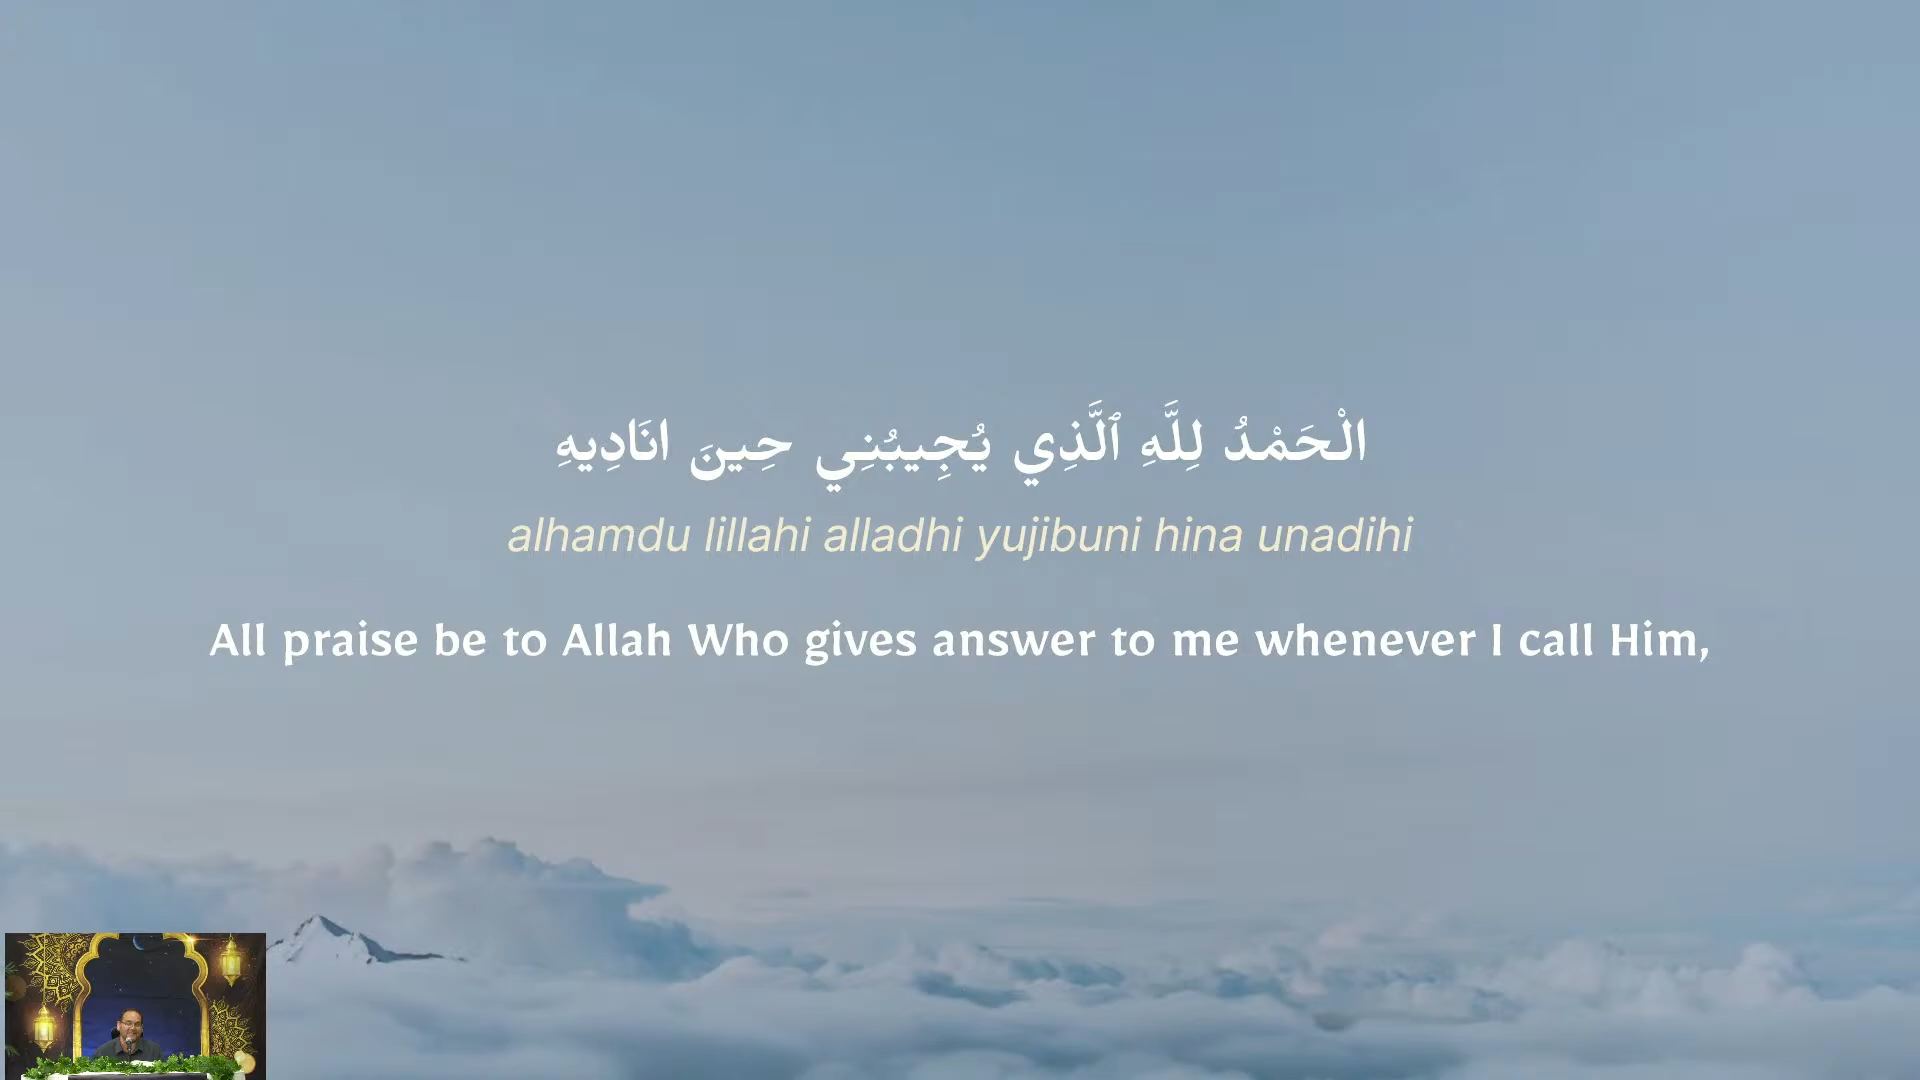 الْحَمْدُ لِلَّهِ ٱلَّذِي يُجِيبُنِي حِينَ انَادِيهِ
alhamdu lillahi alladhi yujibuni hina unadihi
All praise be to Allah Who gives answer to me whenever I call Him,